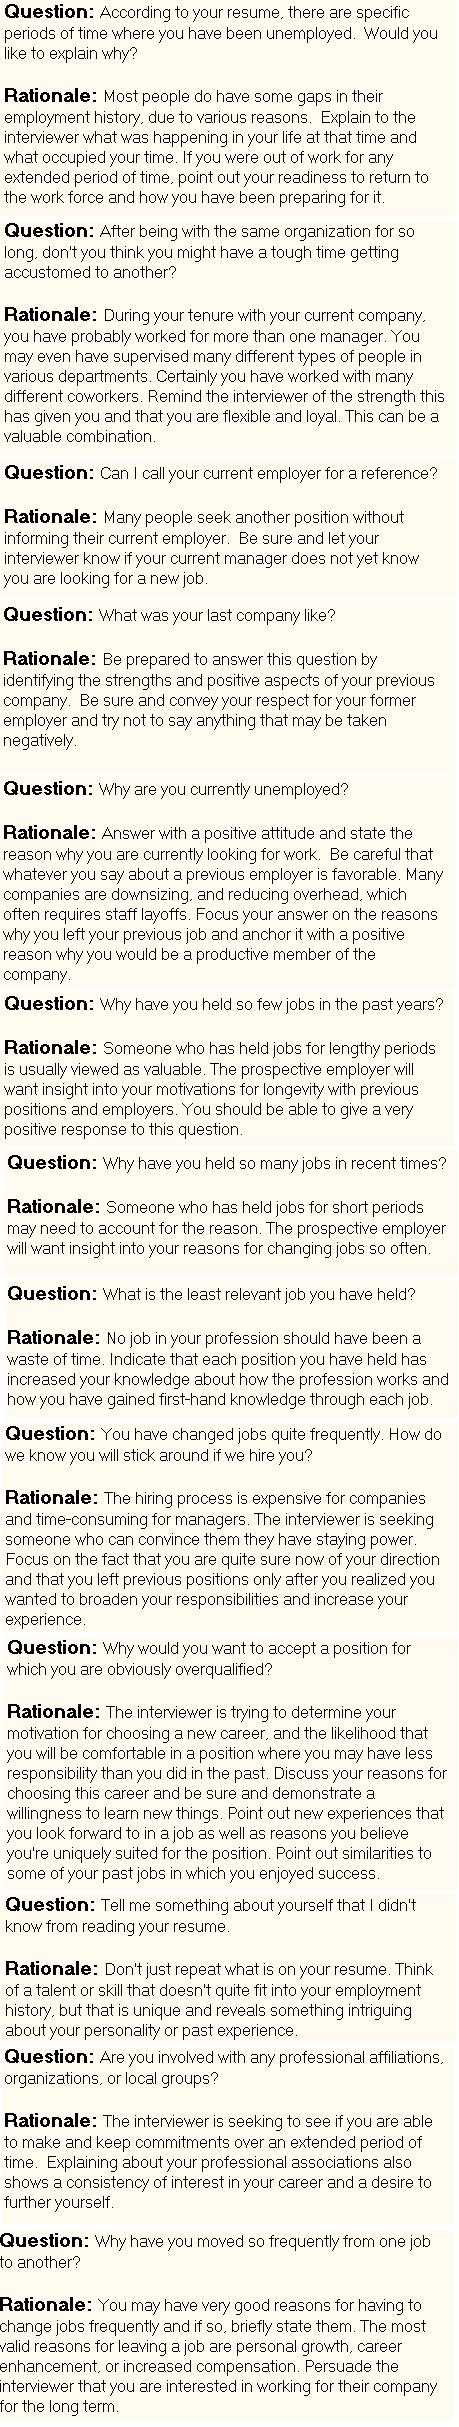 Question: According to your resume, there are specific
periods of time where you have been unemployed.  Would you
like to explain why?
Rationale: Most people do have some gaps in their
employment history, due to various reasons.  Explain to the
interviewer what was happening in your life at that time and
what occupied your time. If you were out of work for any
extended period of time, point out your readiness to return to
the work force and how you have been preparing for it.
Question: After being with the same organization for so
long, don't you think you might have a tough time getting
accustomed to another?
Rationale: During your tenure with your current company,
you have probably worked for more than one manager. You
may even have supervised many different types of people in
various departments. Certainly you have worked with many
different coworkers. Remind the interviewer of the strength this
has given you and that you are flexible and loyal. This can be a
valuable combination.
Question: Can I call your current employer for a reference?
Rationale: Many people seek another position without
informing their current employer.  Be sure and let your
interviewer know if your current manager does not yet know
you are looking for a new job.
Question: What was your last company like?
Rationale: Be prepared to answer this question by
identifying the strengths and positive aspects of your previous
company.  Be sure and convey your respect for your former
employer and try not to say anything that may be taken
negatively.
Question: Why are you currently unemployed?
Rationale: Answer with a positive attitude and state the
reason why you are currently looking for work.  Be careful that
whatever you say about a previous employer is favorable. Many
companies are downsizing, and reducing overhead, which
often requires staff layoffs. Focus your answer on the reasons
why you left your previous job and anchor it with a positive
reason why you would be a productive member of the
company.
Question: Why have you held so few jobs in the past years?
Rationale: Someone who has held jobs for lengthy periods
is usually viewed as valuable. The prospective employer will
want insight into your motivations for longevity with previous
positions and employers. You should be able to give a very
positive response to this question.
Question: Why have you held so many jobs in recent times?
Rationale: Someone who has held jobs for short periods
may need to account for the reason. The prospective employer
will want insight into your reasons for changing jobs so often.
Question: What is the least relevant job you have held?
Rationale: No job in your profession should have been a
waste of time. Indicate that each position you have held has
increased your knowledge about how the profession works and
how you have gained first-hand knowledge through each job.
Question: You have changed jobs quite frequently. How do
we know you will stick around if we hire you?
Rationale: The hiring process is expensive for companies
and time-consuming for managers. The interviewer is seeking
someone who can convince them they have staying power.
Focus on the fact that you are quite sure now of your direction
and that you left previous positions only after you realized you
wanted to broaden your responsibilities and increase your
experience.
Question: Why would you want to accept a position for
which you are obviously overqualified?
Rationale: The interviewer is trying to determine your
motivation for choosing a new career, and the likelihood that
you will be comfortable in a position where you may have less
responsibility than you did in the past. Discuss your reasons for
choosing this career and be sure and demonstrate a
willingness to learn new things. Point out new experiences that
you look forward to in a job as well as reasons you believe
you're uniquely suited for the position. Point out similarities to
some of your past jobs in which you enjoyed success.
Question: Tell me something about yourself that I didn't
know from reading your resume.
Rationale: Don't just repeat what is on your resume. Think
of a talent or skill that doesn't quite fit into your employment
history, but that is unique and reveals something intriguing
about your personality or past experience.
Question: Are you involved with any professional affiliations,
organizations, or local groups?
Rationale: The interviewer is seeking to see if you are able
to make and keep commitments over an extended period of
time.  Explaining about your professional associations also
shows a consistency of interest in your career and a desire to
further yourself.
Question: Why have you moved so frequently from one job
to another?
Rationale: You may have very good reasons for having to
change jobs frequently and if so, briefly state them. The most
valid reasons for leaving a job are personal growth, career
enhancement, or increased compensation. Persuade the
interviewer that you are interested in working for their company
for the long term.